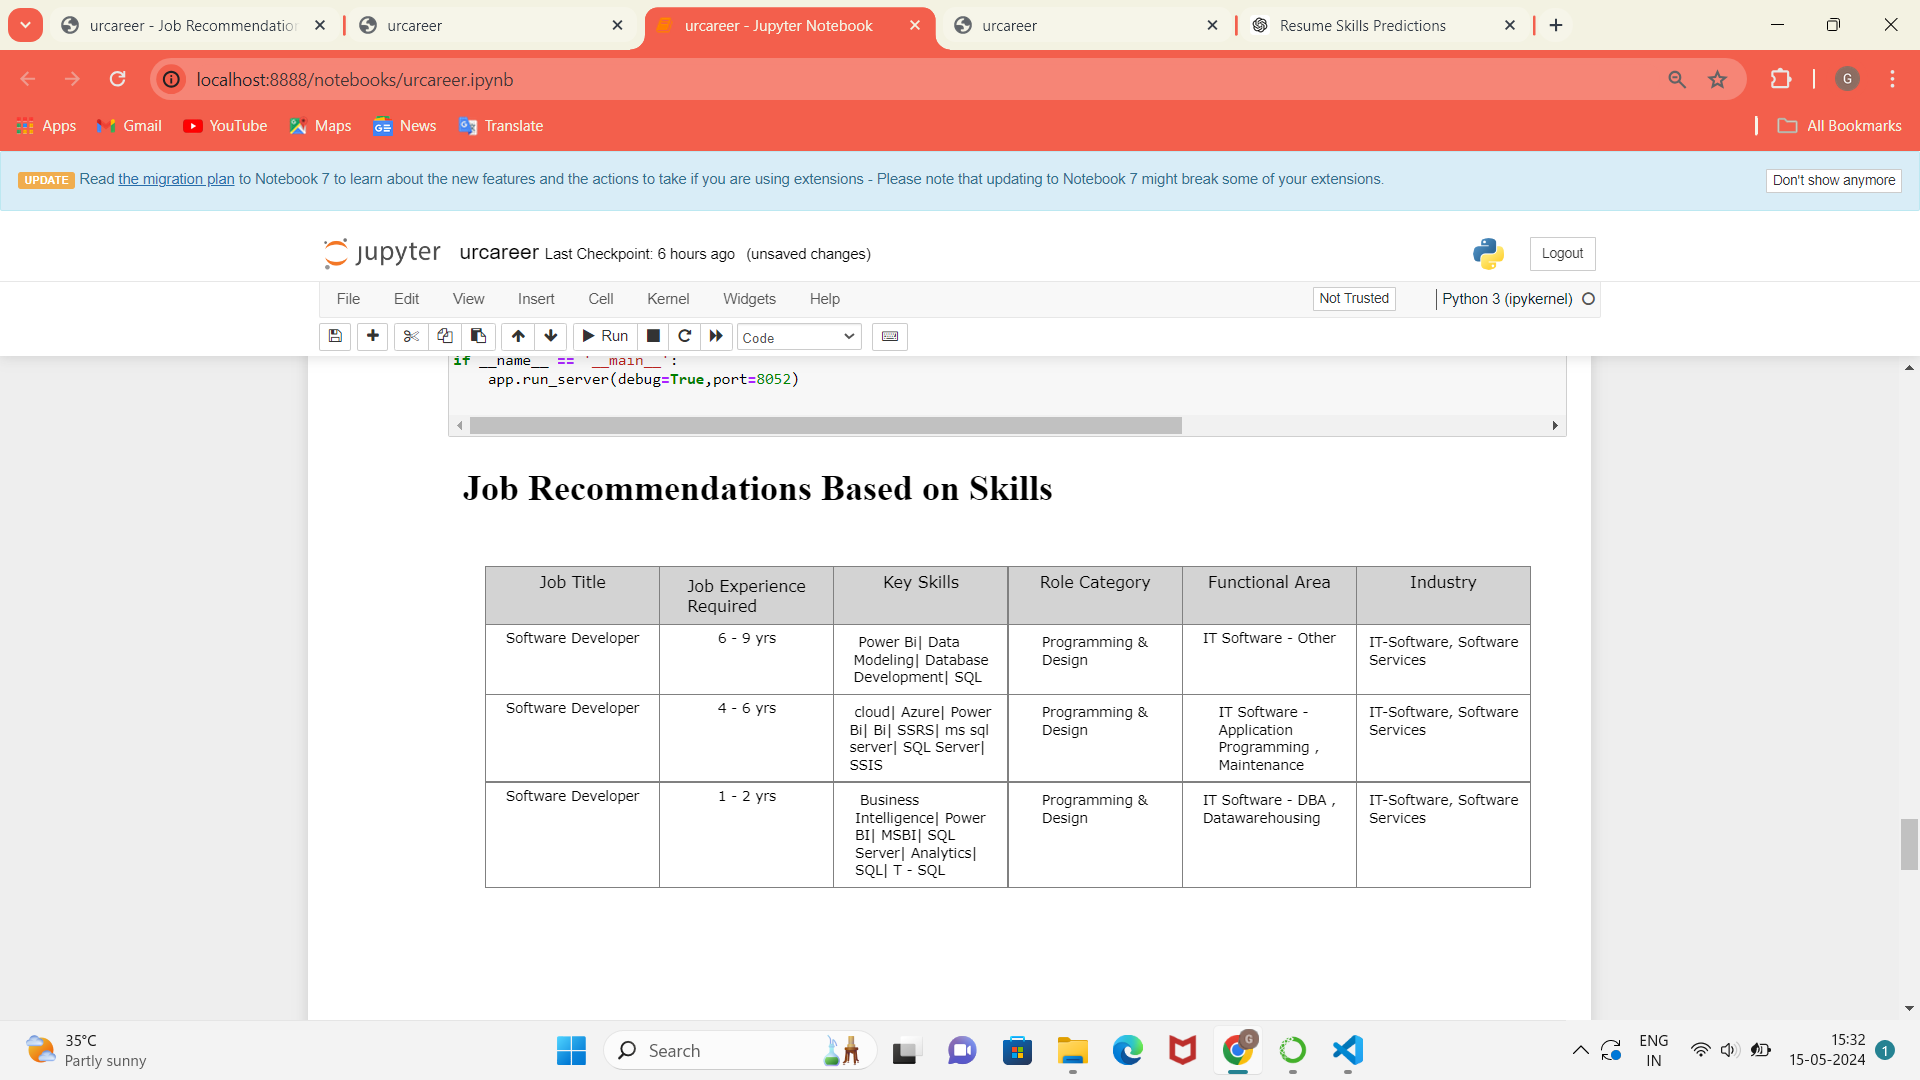 urcareer - Job Recommendation
urcareer
urcareer - Jupyter Notebook
urcareer
Resume Skills Predictions
localhost:8888/notebooks/urcareer.ipynb
G
Apps
Gmail
YouTube
Maps
News
Translate
All Bookmarks
UPDATE Read the migration plan to Notebook 7 to learn about the new features and the actions to take if you are using extensions - Please note that updating to Notebook 7 might break some of your extensions.
Don't show anymore
jupyter urcareer Last Checkpoint: 6 hours ago (unsaved changes)
Logout
File Edit View Insert Cell Kernel Widgets Help
Not Trusted
Python 3 (ipykernel)
Run
Code
if __name__ == '__main__':
app.run_server(debug=True,port=8052)
Job Recommendations Based on Skills
Job Title
Job Experience
Required
Key Skills
Role Category
Functional Area
Industry
Software Developer
6 - 9 yrs
Power Bi| Data
Modeling| Database
Development| SQL
Programming &
Design
IT Software - Other
IT-Software, Software
Services
Software Developer
4 - 6 yrs
cloud| Azure| Power
Bi| Bi| SSRS| ms sql
server| SQL Server|
SSIS
Programming &
Design
IT Software -
Application
Programming ,
Maintenance
IT-Software, Software
Services
Software Developer
1 - 2 yrs
Business
Intelligence| Power
BI| MSBI| SQL
Server| Analytics|
SQL| T - SQL
Programming &
Design
IT Software - DBA ,
Datawarehousing
IT-Software, Software
Services
35°C
Partly sunny
Search
G
ENG
IN
15:32
15-05-2024
1